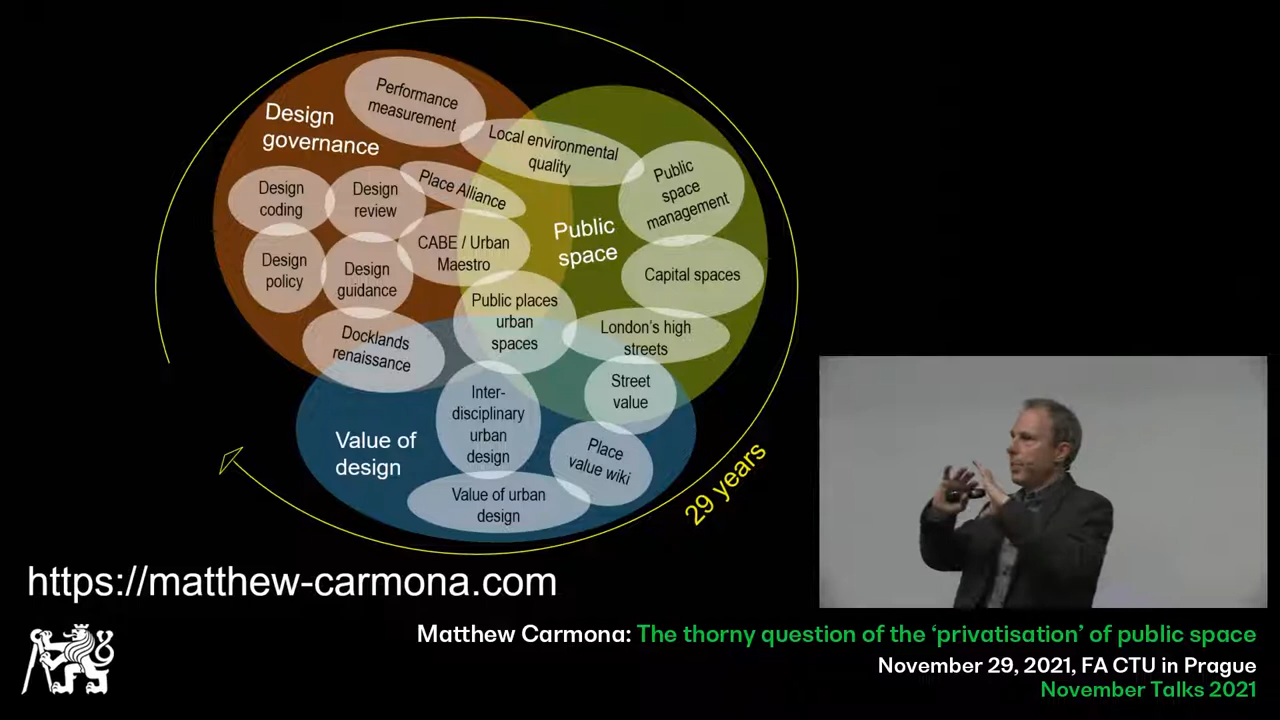 Performance
measurement
Design
governance
Local environmental
quality
Public
space
management
Design
coding
Design
review
Place Alliance
CABE / Urban
Maestro
Public
space
Design
policy
Design
guidance
Capital spaces
Public places
urban
spaces
London's high
streets
Docklands
renaissance
Street
value
Inter-
disciplinary
urban
design
Value of
design
Place
value wiki
Value of urban
design
29 years
https://matthew-carmona.com
Matthew Carmona: The thorny question of the ‘privatisation’ of public space
November 29, 2021, FA CTU in Prague
November Talks 2021